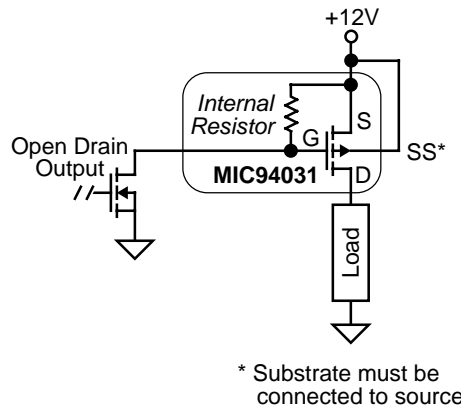 +12V
Internal
Resistor
S
G
SS*
Open Drain
Output
MIC94031
D
Load
* Substrate must be
connected to source